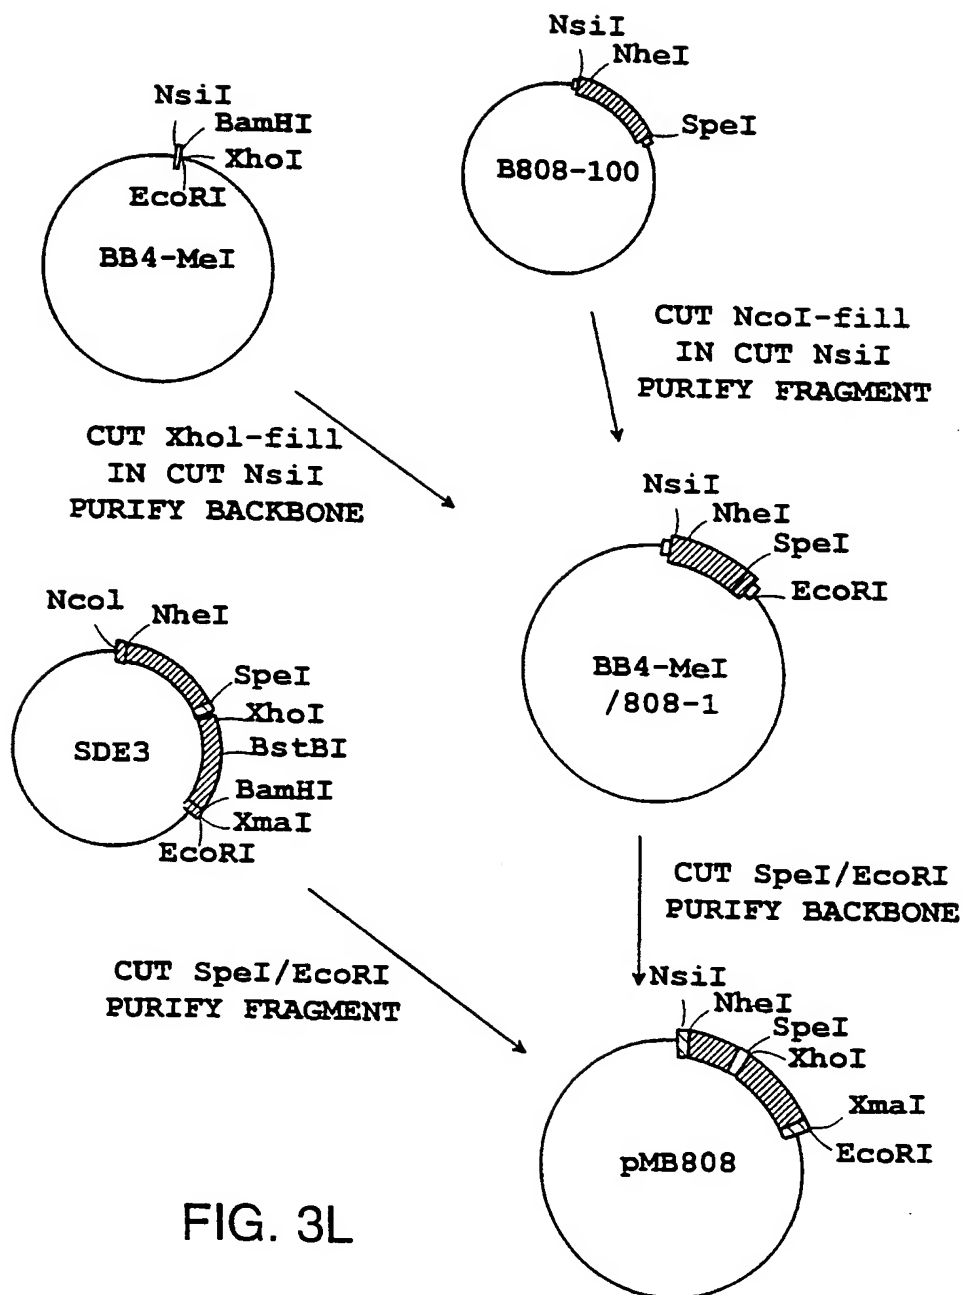 NsiI
BamHI
XhoI
EcoRI
BB4-MeI
NsiI
NheI
SpeI
B808-100
CUT NcoI-fill
IN CUT NsiI
PURIFY FRAGMENT
CUT Xhol-fill
IN CUT NsiI
PURIFY BACKBONE
NsiI
NheI
SpeI
EcoRI
BB4-MeI
/808-1
Ncol
NheI
SpeI
XhoI
BstBI
SDE3
BamHI
XmaI
EcoRI
CUT SpeI/EcoRI
PURIFY BACKBONE
CUT SpeI/EcoRI
PURIFY FRAGMENT
NsiI
NheI
SpeI
XhoI
XmaI
EcoRI
pMB808
FIG. 3L